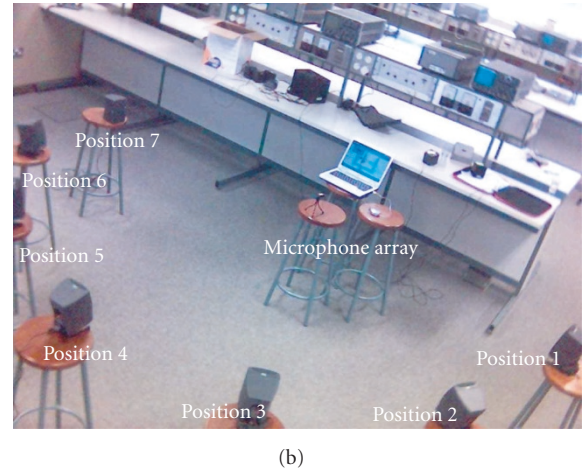 Position 7
Position 6
Microphone array
Position 5
Position 4
Position 1
Position 3
Position 2
(b)